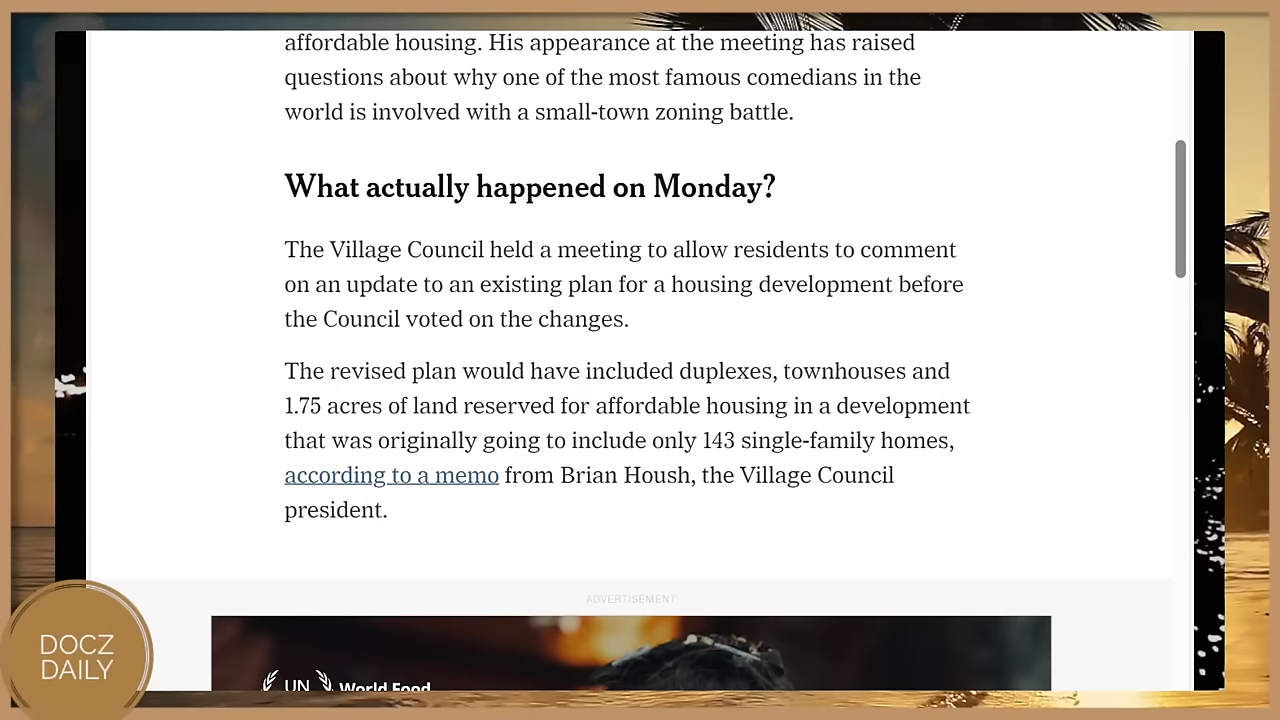 affordable housing. His appearance at the meeting has raised
questions about why one of the most famous comedians in the
world is involved with a small-town zoning battle.
What actually happened on Monday?
The Village Council held a meeting to allow residents to comment
on an update to an existing plan for a housing development before
the Council voted on the changes.
The revised plan would have included duplexes, townhouses and
1.75 acres of land reserved for affordable housing in a development
that was originally going to include only 143 single-family homes,
according to a memo from Brian Housh, the Village Council
president.
ADVERTISEMENT
UN World Food
DOCZ
DAILY